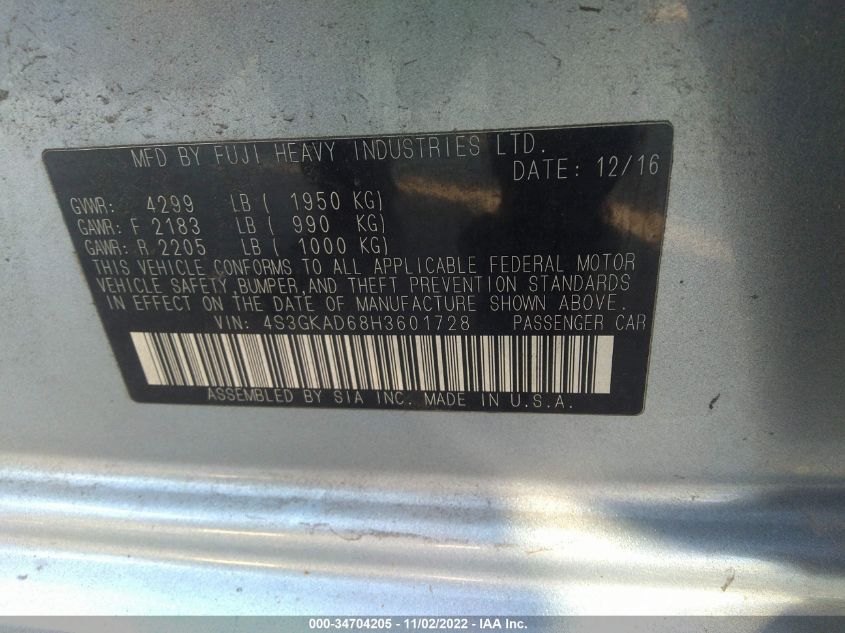 MFD BY FUJI HEAVY INDUSTRIES LTD.
DATE: 12/16
GVWR: 4299 LB ( 1950 KG)
GAWR: F 2183 LB ( 990 KG)
GAWR: R 2205 LB ( 1000 KG)
THIS VEHICLE CONFORMS TO ALL APPLICABLE FEDERAL MOTOR
VEHICLE SAFETY,BUMPER,AND THEFT PREVENTION STANDARDS
IN EFFECT ON THE DATE OF MANUFACTURE SHOWN ABOVE.
VIN: 4S3GKAD68H3601728 PASSENGER CAR
ASSEMBLED BY SIA INC. MADE IN U.S.A.
000-34704205 - 11/02/2022 - IAA Inc.